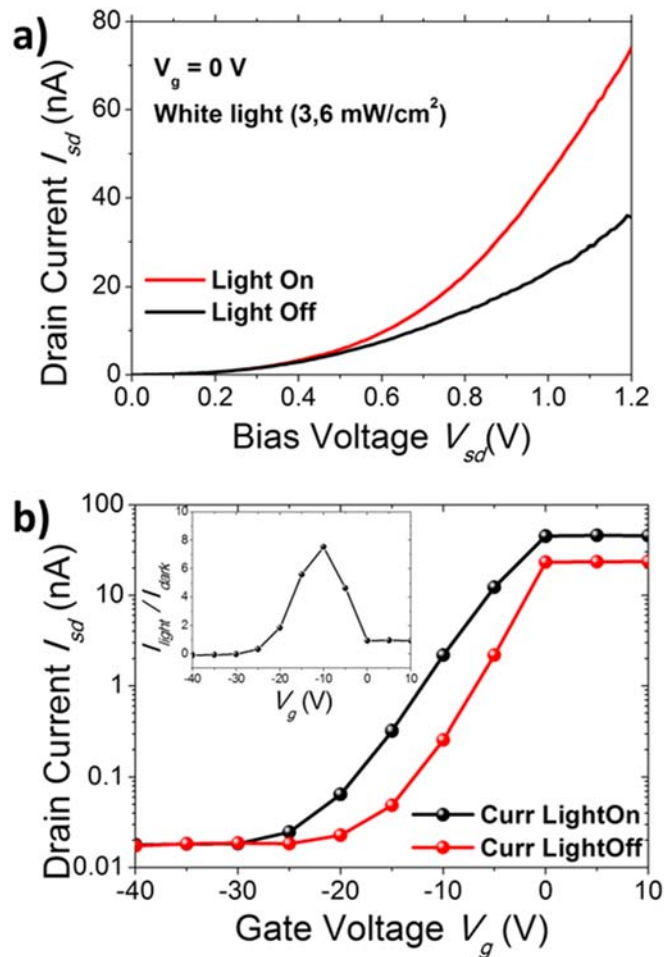 a)
80
60
40
20
0
Drain Current I_sd (nA)
V_g = 0 V
White light (3,6 mW/cm²)
Light On
Light Off
0.0 0.2 0.4 0.6 0.8 1.0 1.2
Bias Voltage V_sd(V)
b)
100
10
1
0.1
0.01
Drain Current I_sd (nA)
10
8
6
4
2
0
I_light / I_dark
-40 -35 -30 -25 -20 -15 -10 -5 0 5 10
V_g (V)
Curr LightOn
Curr LightOff
-40 -30 -20 -10 0 10
Gate Voltage V_g (V)